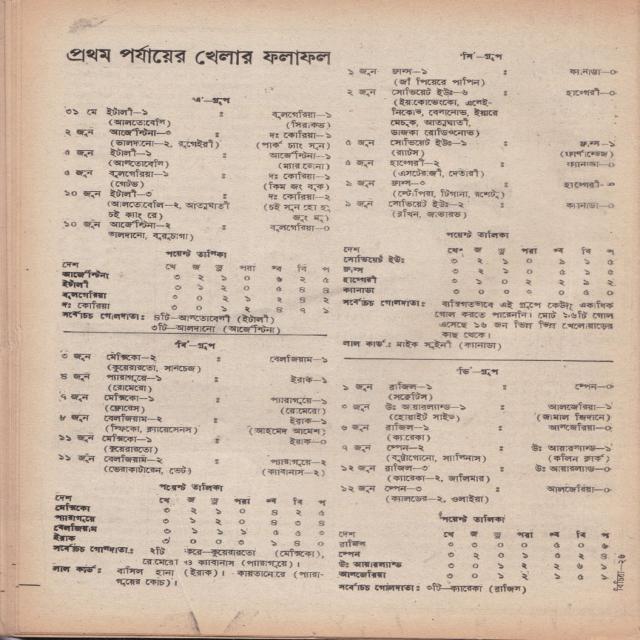 প্রথম পর্যায়ের খেলার ফলাফল
'এ'-গ্রুপ
৩১ মে ইটালী—১ : বুলগেরিয়া—১
(আলতোবেলি) (সিরকভ)
২ জুন আর্জেন্টিনা—৩ : দঃ কোরিয়া—১
(ভালদানো—২, রুগেইরী) (পার্ক চ্যাং সুন)
৫ জুন ইটালী—১ : আর্জেন্টিনা—১
(আলতোবেলি) (ম্যারাডোনা)
৫ জুন বুলগেরিয়া—১ : দঃ কোরিয়া—১
(গেটভ) (কিম জং বুক)
১০ জুন ইটালী—৩ : দঃ কোরিয়া—২
(আলতোবেলি—২, আত্মঘাতী (চই সুন হো হু
চই ক্যাং রে) জুং মু)
১০ জুন আর্জেন্টিনা—২ : বুলগেরিয়া—০
ভালদানো, বুরুচাগা)
পয়েন্ট তালিকা
দেশ খে জ ড্র পরা স্ব বি প
আর্জেন্টিনা ৩ ২ ১ ০ ৬ ২ ৫
ইটালী ৩ ১ ২ ০ ৫ ৪ ৪
বুলগেরিয়া ৩ ০ ২ ১ ২ ৪ ২
দঃ কোরিয়া ৩ ০ ১ ২ ৪ ৭ ১
সর্বোচ্চ গোলদাতা: ৪টি—আলতোবেলী (ইটালী)
৩টি—ভালদানো (আর্জেন্টিনা)
'বি'-গ্রুপ
৩ জুন মেক্সিকো—২ : বেলজিয়াম—১
(কুয়েরারতো, সানচেজ)
৪ জুন প্যারাগুয়ে—১ : ইরাক—১
(রোমেরো)
৭ জুন মেক্সিকো—১ : প্যারাগুয়ে—১
(ফ্লোরেস) (রোমেরো)
৮ জুন বেলজিয়াম—২ : ইরাক—১
(স্ফিকো, ক্ল্যায়েসেনস) (আহমেদ আমেশ)
১১ জুন মেক্সিকো—১ : ইরাক—০
(কুয়েরারতো)
১১ জুন বেলজিয়াম—২ : প্যারাগুয়ে—২
(ভেরাকাটারেন, ভেট) (ক্যাবানাস—২)
পয়েন্ট তালিকা
দেশ খে জ ড্র পরা স্ব বি প
মেক্সিকো ৩ ২ ১ ০ ৪ ২ ৫
প্যারাগুয়ে ৩ ১ ২ ০ ৪ ৩ ৪
বেলজিয়াম ৩ ১ ১ ১ ৫ ৫ ৩
ইরাক ৩ ০ ০ ৩ ১ ৪ ০
সর্বোচ্চ গোলদাতা: ২টি করে—কুয়েরারতো (মেক্সিকো),
রোমেরো ও ক্যাবানাস (প্যারাগুয়ে)।
লাল কার্ড: বাসিল হানা (ইরাক)। কায়তানোরে (প্যারা-
গুয়ের কোচ)।
'সি'-গ্রুপ
১ জুন ফ্রান্স—১ : কানাডা—০
(জাঁ পিয়েরে পাপিন)
২ জুন সোভিয়েট ইউঃ—৬ : হাঙ্গেরী—০
(ইয়াকোভেংকো, এলেই-
নিকোভ, বেলানোভ, ইয়ারে
মেচুক, আত্মঘাতী,
ভাজকা রোডিওনোভ)
৫ জুন সোভিয়েট ইউঃ—১ : ফ্রান্স—১
(র‍্যাটস) (ফার্নান্ডেজ)
৬ জুন হাঙ্গেরী—২ : ক্যানাডা—০
(এসটেরজী, দেতারী)
৯ জুন ফ্রান্স—৩ : হাঙ্গেরী—০
(স্টোপিরা, টিগানা, রশেটু)
৯ জুন সোভিয়েট ইউঃ—২ : ক্যানাডা—০
(ব্লখিন, জাভারভ)
পয়েন্ট তালিকা
দেশ খে জ ড্র পরা স্ব বি প
সোভিয়েট ইউঃ ৩ ২ ১ ০ ৯ ১ ৫
ফ্রান্স ৩ ২ ১ ০ ৫ ১ ৫
হাঙ্গেরী ৩ ১ ০ ২ ২ ৯ ২
কানাডা ৩ ০ ০ ৩ ০ ৫ ০
সর্বোচ্চ গোলদাতা: ব্যক্তিগতভাবে এই গ্রুপে কেউ একাধিক
গোল করতে পারেননি। মোট ১৬টি গোল
এসেছে ১৬ জন ভিন্ন ভিন্ন খেলোয়াড়ের
কাছ থেকে।
লাল কার্ড: মাইক সুইনী (ক্যানাডা)
'ডি'-গ্রুপ
১ জুন ব্রাজিল—১ : স্পেন—০
(সক্রেটিস)
৩ জুন উঃ আয়ারল্যান্ড—১ : আলজেরিয়া—১
(হোয়াইট সাইড) (জামাল জিদানে)
৬ জুন ব্রাজিল—১ : আলজেরিয়া—০
(ক্যারেকা)
৭ জুন স্পেন—২ : উঃ আয়ারল্যান্ড—১
(বুট্রাগোনো, স্যালিনাস) (কলিন ক্লার্ক)
১২ জুন ব্রাজিল—৩ : উঃ আয়ারল্যান্ড—০
(ক্যারেকা—২, জালিমার)
১২ জুন স্পেন—৩ : আলজেরিয়া—০
(ক্যালডের—২, ওলাইয়া)
পয়েন্ট তালিকা
দেশ খে জ ড্র পরা স্ব বি প
ব্রাজিল ৩ ৩ ০ ০ ৫ ০ ৬
স্পেন ৩ ২ ০ ১ ৫ ২ ৪
উঃ আয়ারল্যান্ড ৩ ০ ১ ২ ২ ৬ ১
আলজেরিয়া ৩ ০ ১ ২ ১ ৫ ১
সর্বোচ্চ গোলদাতা: ৩টি—ক্যারেকা (ব্রাজিল)
বিচিত্রা—২৬